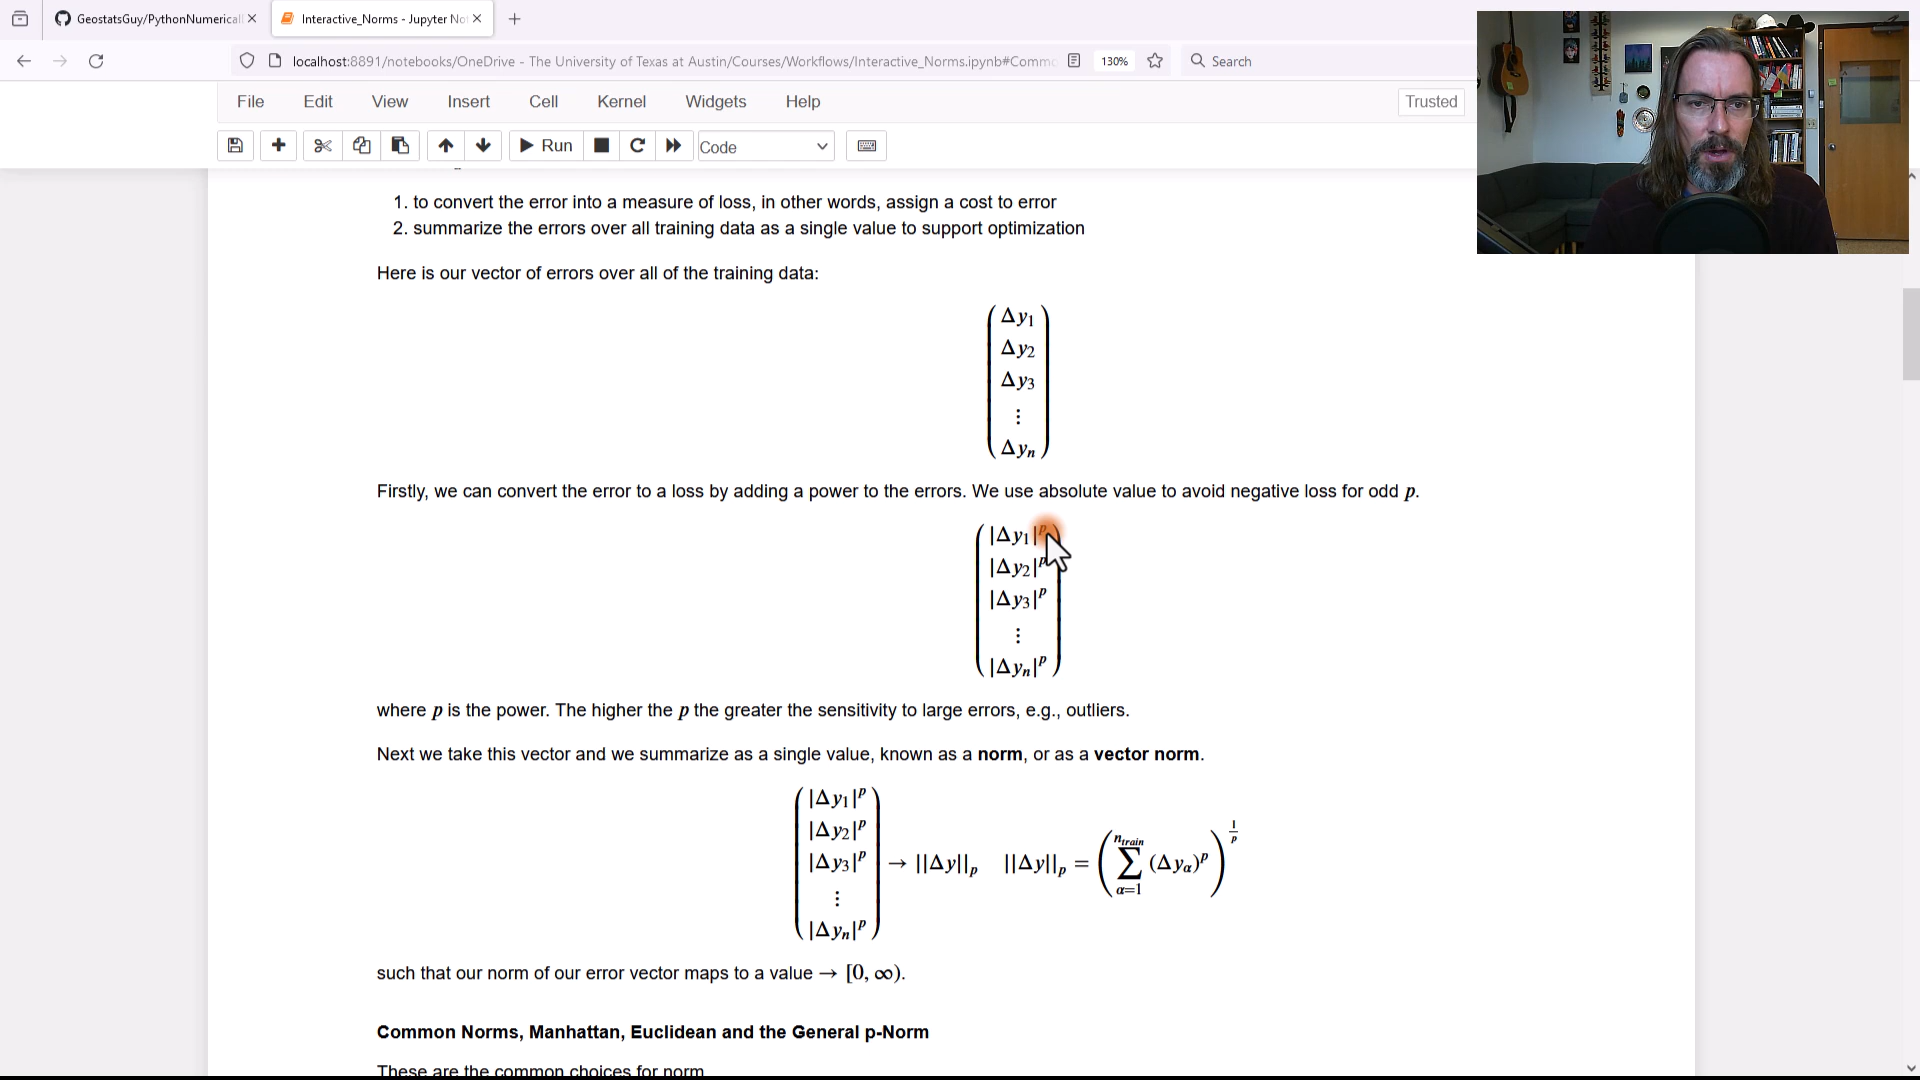 GeostatsGuy/PythonNumerical
Interactive_Norms - Jupyter No
localhost:8891/notebooks/OneDrive - The University of Texas at Austin/Courses/Workflows/Interactive_Norms.ipynb#Comm
130%
Search
File Edit View Insert Cell Kernel Widgets Help
Trusted
Run
Code
1. to convert the error into a measure of loss, in other words, assign a cost to error
2. summarize the errors over all training data as a single value to support optimization
Here is our vector of errors over all of the training data:
Δy₁
Δy₂
Δy₃
⋮
Δyₙ
Firstly, we can convert the error to a loss by adding a power to the errors. We use absolute value to avoid negative loss for odd p.
|Δy₁|ᵖ
|Δy₂|ᵖ
|Δy₃|ᵖ
⋮
|Δyₙ|ᵖ
where p is the power. The higher the p the greater the sensitivity to large errors, e.g., outliers.
Next we take this vector and we summarize as a single value, known as a norm, or as a vector norm.
|Δy₁|ᵖ
|Δy₂|ᵖ
|Δy₃|ᵖ → ||Δy||ₚ ||Δy||ₚ = (∑_{α=1}^{n_train} (Δy_α)^p)^{1/p}
⋮
|Δyₙ|ᵖ
such that our norm of our error vector maps to a value → [0, ∞).
Common Norms, Manhattan, Euclidean and the General p-Norm
These are the common choices for norm